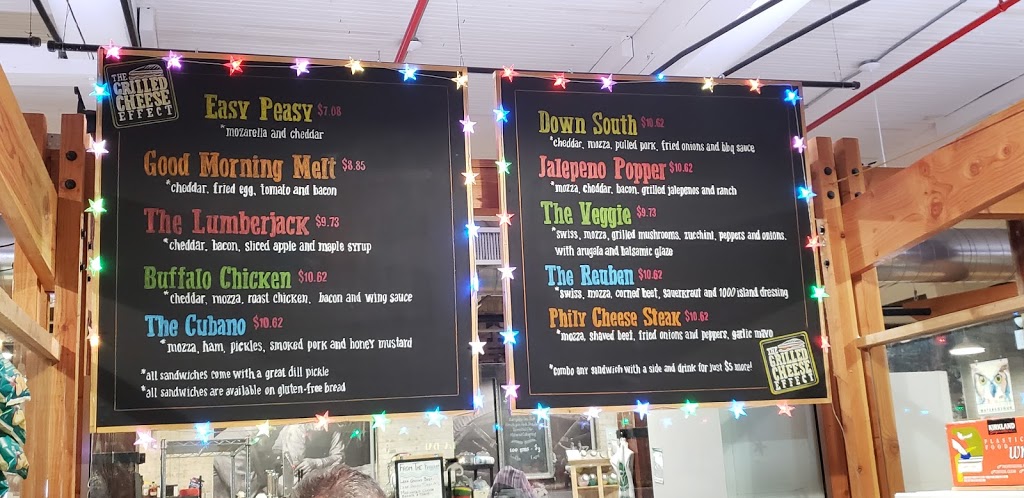 THE
GRILLED
CHEESE
EFFECT
Easy Peasy $7.08
*mozarella and cheddar
Good Morning Melt $8.85
*cheddar, fried egg, tomato and bacon
The Lumberjack $9.73
*cheddar, bacon, sliced apple and maple syrup
Buffalo Chicken $10.62
*cheddar, mozza, roast chicken, bacon and wing sauce
The Cubano $10.62
*mozza, ham, pickles, smoked pork and honey mustard
*all sandwiches come with a great dill pickle
*all sandwiches are available on gluten-free bread
Down South $10.62
*cheddar, mozza, pulled pork, fried onions and bbq sauce
Jalepeno Popper $10.62
*mozza, cheddar, bacon, grilled jalepenos and ranch
The Veggie $9.73
*swiss, mozza, grilled mushrooms, zucchini, peppers and onions,
with arugala and balsamic glaze
The Reuben $10.62
*swiss, mozza, corned beef, sauerkraut and 1000 island dressing
Philly Cheese Steak $10.62
*mozza, shaved beef, fried onions and peppers, garlic mayo
*combo any sandwich with a side and drink for just $5 more!
THE
GRILLED
CHEESE
EFFECT
KIRKLAND
PLASTIC
FOOD